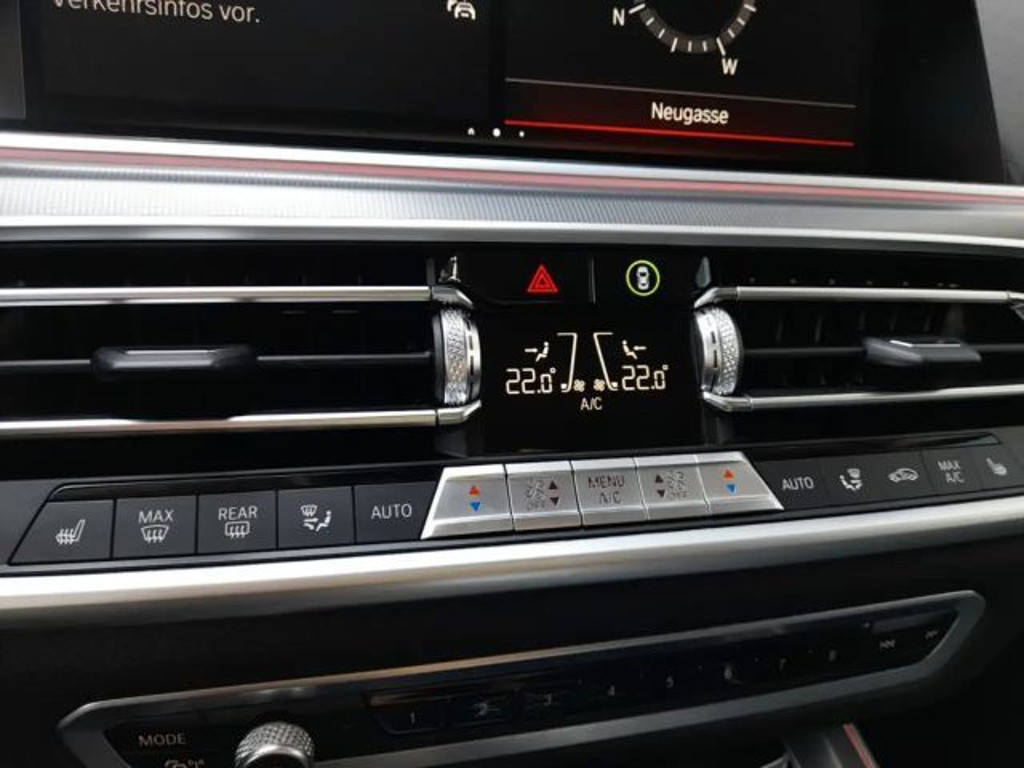 Verkehrsinfos vor.
N
W
Neugasse
22.0° 22.0°
A/C
MAX
REAR
AUTO
OFF
MENU
A/C
OFF
AUTO
MAX
A/C
MODE
1 2 3 4 5 6 7 8